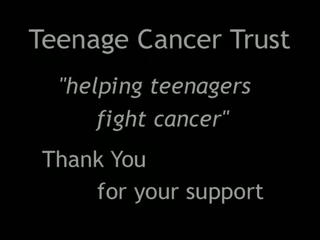 Teenage Cancer Trust
"helping teenagers
fight cancer"
Thank You
for your support